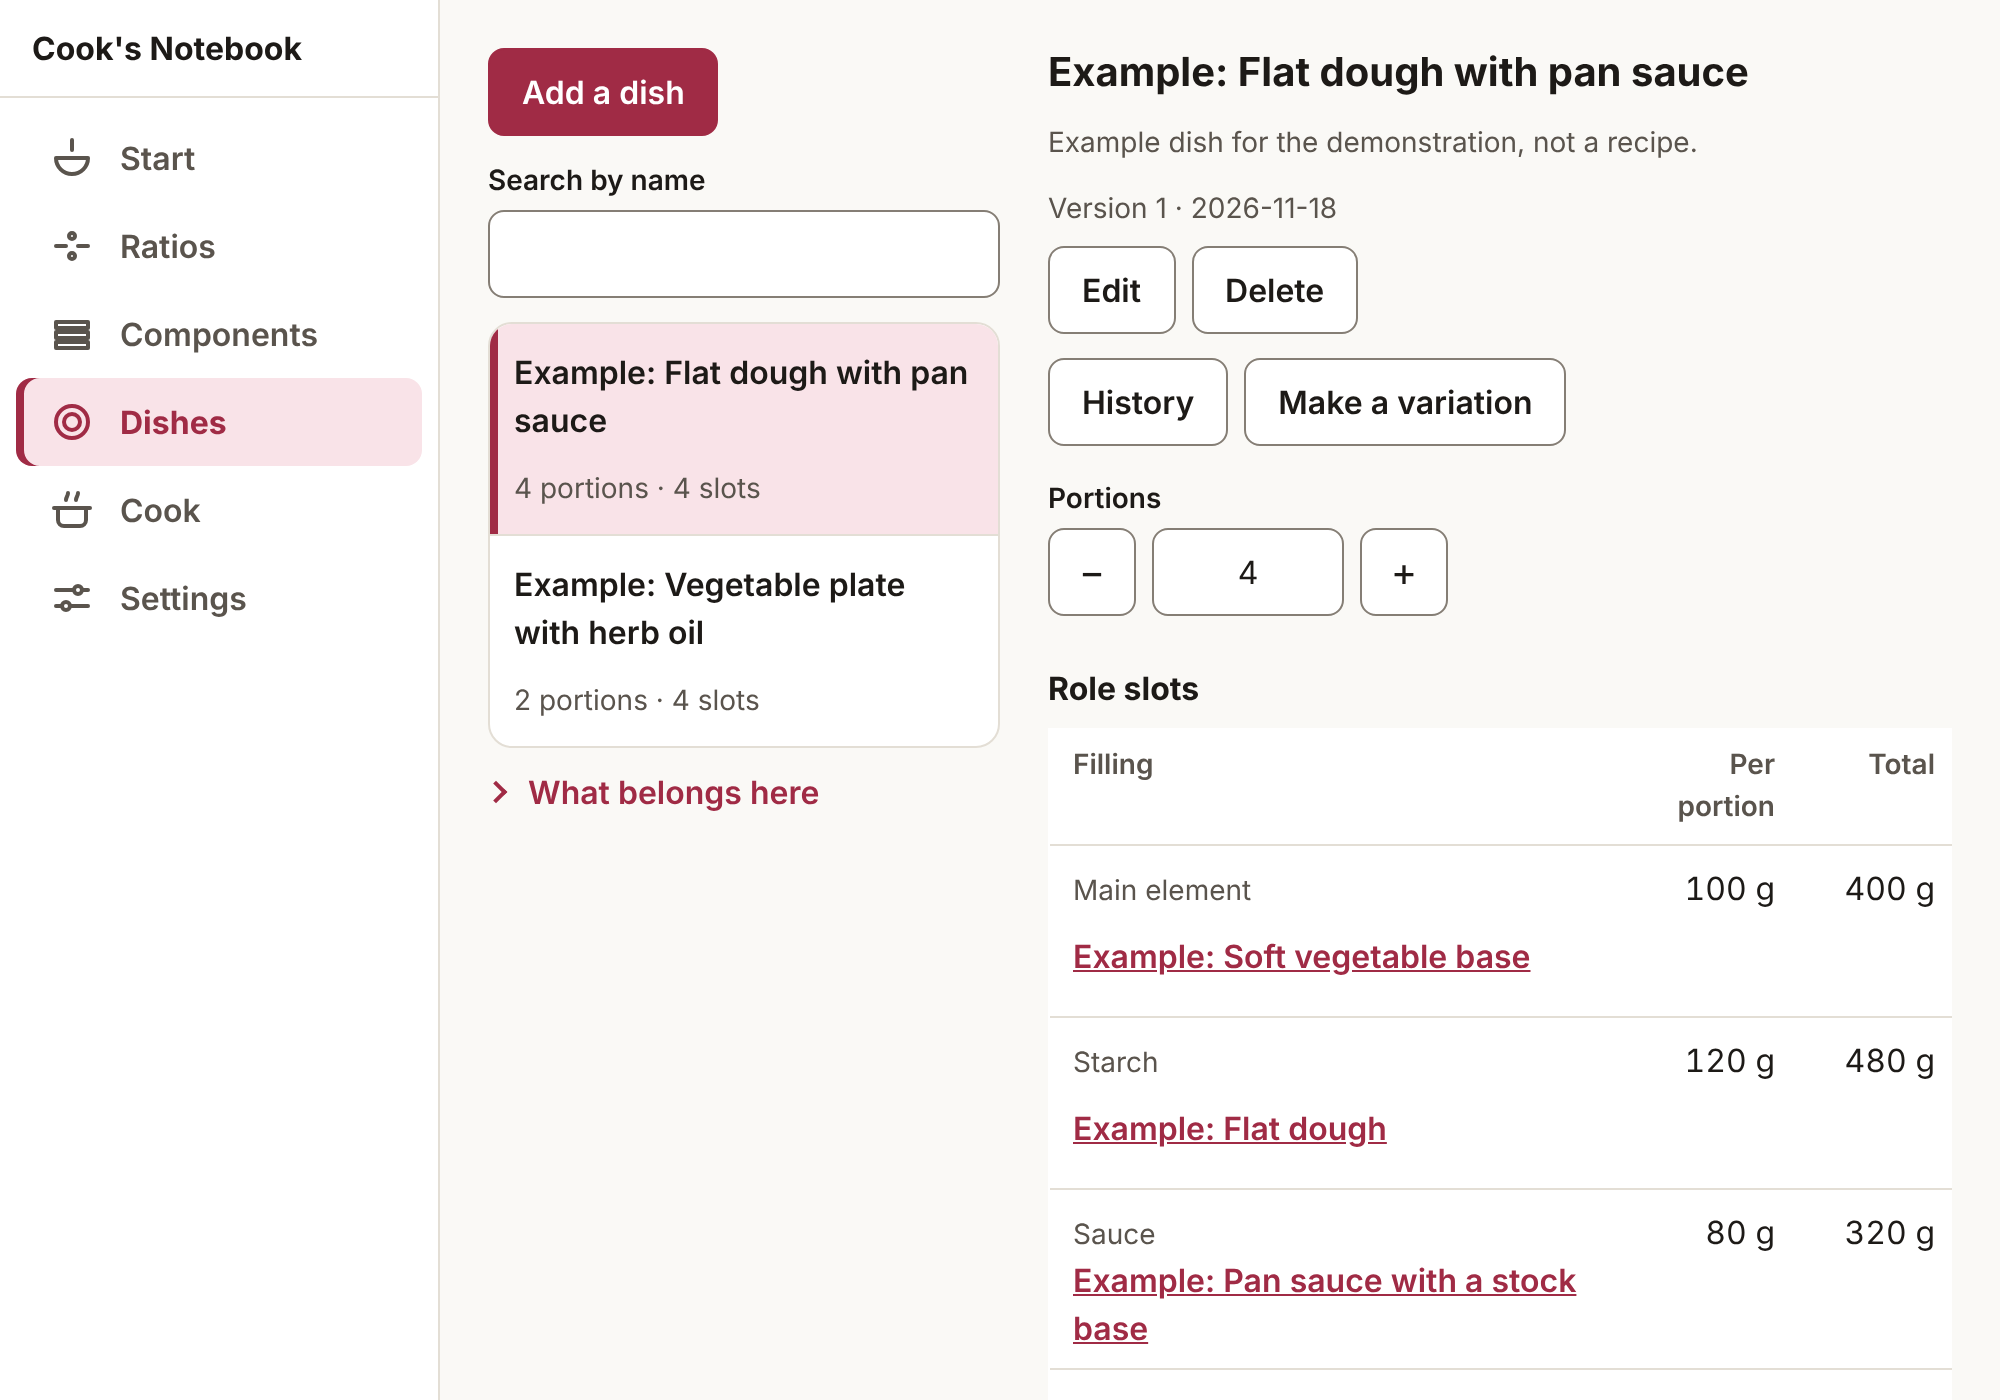 Cook's Notebook
Start
Ratios
Components
Dishes
Cook
Settings
Add a dish
Search by name
Example: Flat dough with pan
sauce
4 portions · 4 slots
Example: Vegetable plate
with herb oil
2 portions · 4 slots
What belongs here
Example: Flat dough with pan sauce
Example dish for the demonstration, not a recipe.
Version 1 · 2026-11-18
Edit Delete
History Make a variation
Portions
− 4 +
Role slots
Filling Per portion Total
Main element 100 g 400 g
Example: Soft vegetable base
Starch 120 g 480 g
Example: Flat dough
Sauce 80 g 320 g
Example: Pan sauce with a stock
base